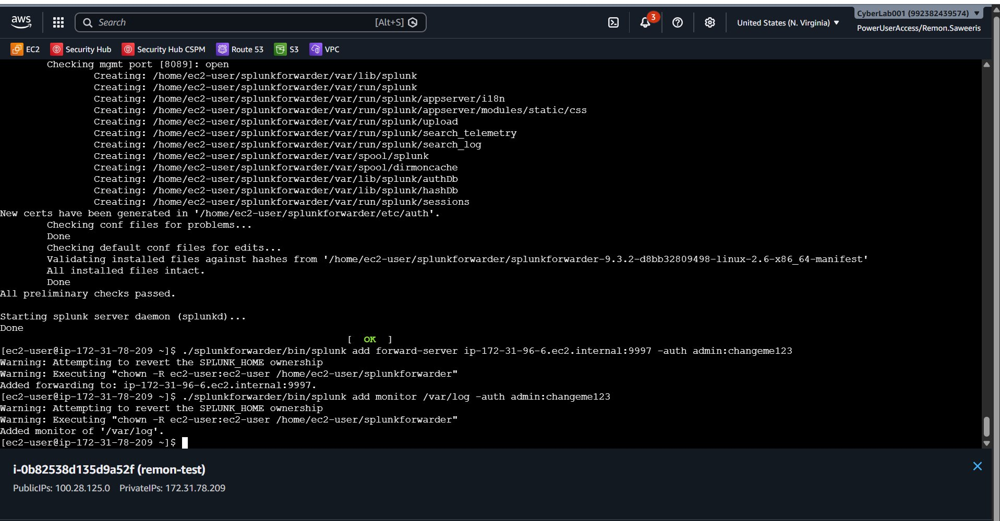 aws
Search
[Alt+S]
3
United States (N. Virginia) ▼
CyberLab001 (992382439574) ▼
PowerUserAccess/Remon.Saweeris
EC2
Security Hub
Security Hub CSPM
Route 53
S3
VPC
Checking mgmt port [8089]: open
Creating: /home/ec2-user/splunkforwarder/var/lib/splunk
Creating: /home/ec2-user/splunkforwarder/var/run/splunk
Creating: /home/ec2-user/splunkforwarder/var/run/splunk/appserver/i18n
Creating: /home/ec2-user/splunkforwarder/var/run/splunk/appserver/modules/static/css
Creating: /home/ec2-user/splunkforwarder/var/run/splunk/upload
Creating: /home/ec2-user/splunkforwarder/var/run/splunk/search_telemetry
Creating: /home/ec2-user/splunkforwarder/var/run/splunk/search_log
Creating: /home/ec2-user/splunkforwarder/var/spool/splunk
Creating: /home/ec2-user/splunkforwarder/var/spool/dirmoncache
Creating: /home/ec2-user/splunkforwarder/var/lib/splunk/authDb
Creating: /home/ec2-user/splunkforwarder/var/lib/splunk/hashDb
Creating: /home/ec2-user/splunkforwarder/var/run/splunk/sessions
New certs have been generated in '/home/ec2-user/splunkforwarder/etc/auth'.
Checking conf files for problems...
Done
Checking default conf files for edits...
Validating installed files against hashes from '/home/ec2-user/splunkforwarder/splunkforwarder-9.3.2-d8bb32809498-linux-2.6-x86_64-manifest'
All installed files intact.
Done
All preliminary checks passed.
Starting splunk server daemon (splunkd)...
Done
[  OK  ]
[ec2-user@ip-172-31-78-209 ~]$ ./splunkforwarder/bin/splunk add forward-server ip-172-31-96-6.ec2.internal:9997 -auth admin:changeme123
Warning: Attempting to revert the SPLUNK_HOME ownership
Warning: Executing "chown -R ec2-user:ec2-user /home/ec2-user/splunkforwarder"
Added forwarding to: ip-172-31-96-6.ec2.internal:9997.
[ec2-user@ip-172-31-78-209 ~]$ ./splunkforwarder/bin/splunk add monitor /var/log -auth admin:changeme123
Warning: Attempting to revert the SPLUNK_HOME ownership
Warning: Executing "chown -R ec2-user:ec2-user /home/ec2-user/splunkforwarder"
Added monitor of '/var/log'.
[ec2-user@ip-172-31-78-209 ~]$
i-0b82538d135d9a52f (remon-test)
PublicIPs: 100.28.125.0 PrivateIPs: 172.31.78.209